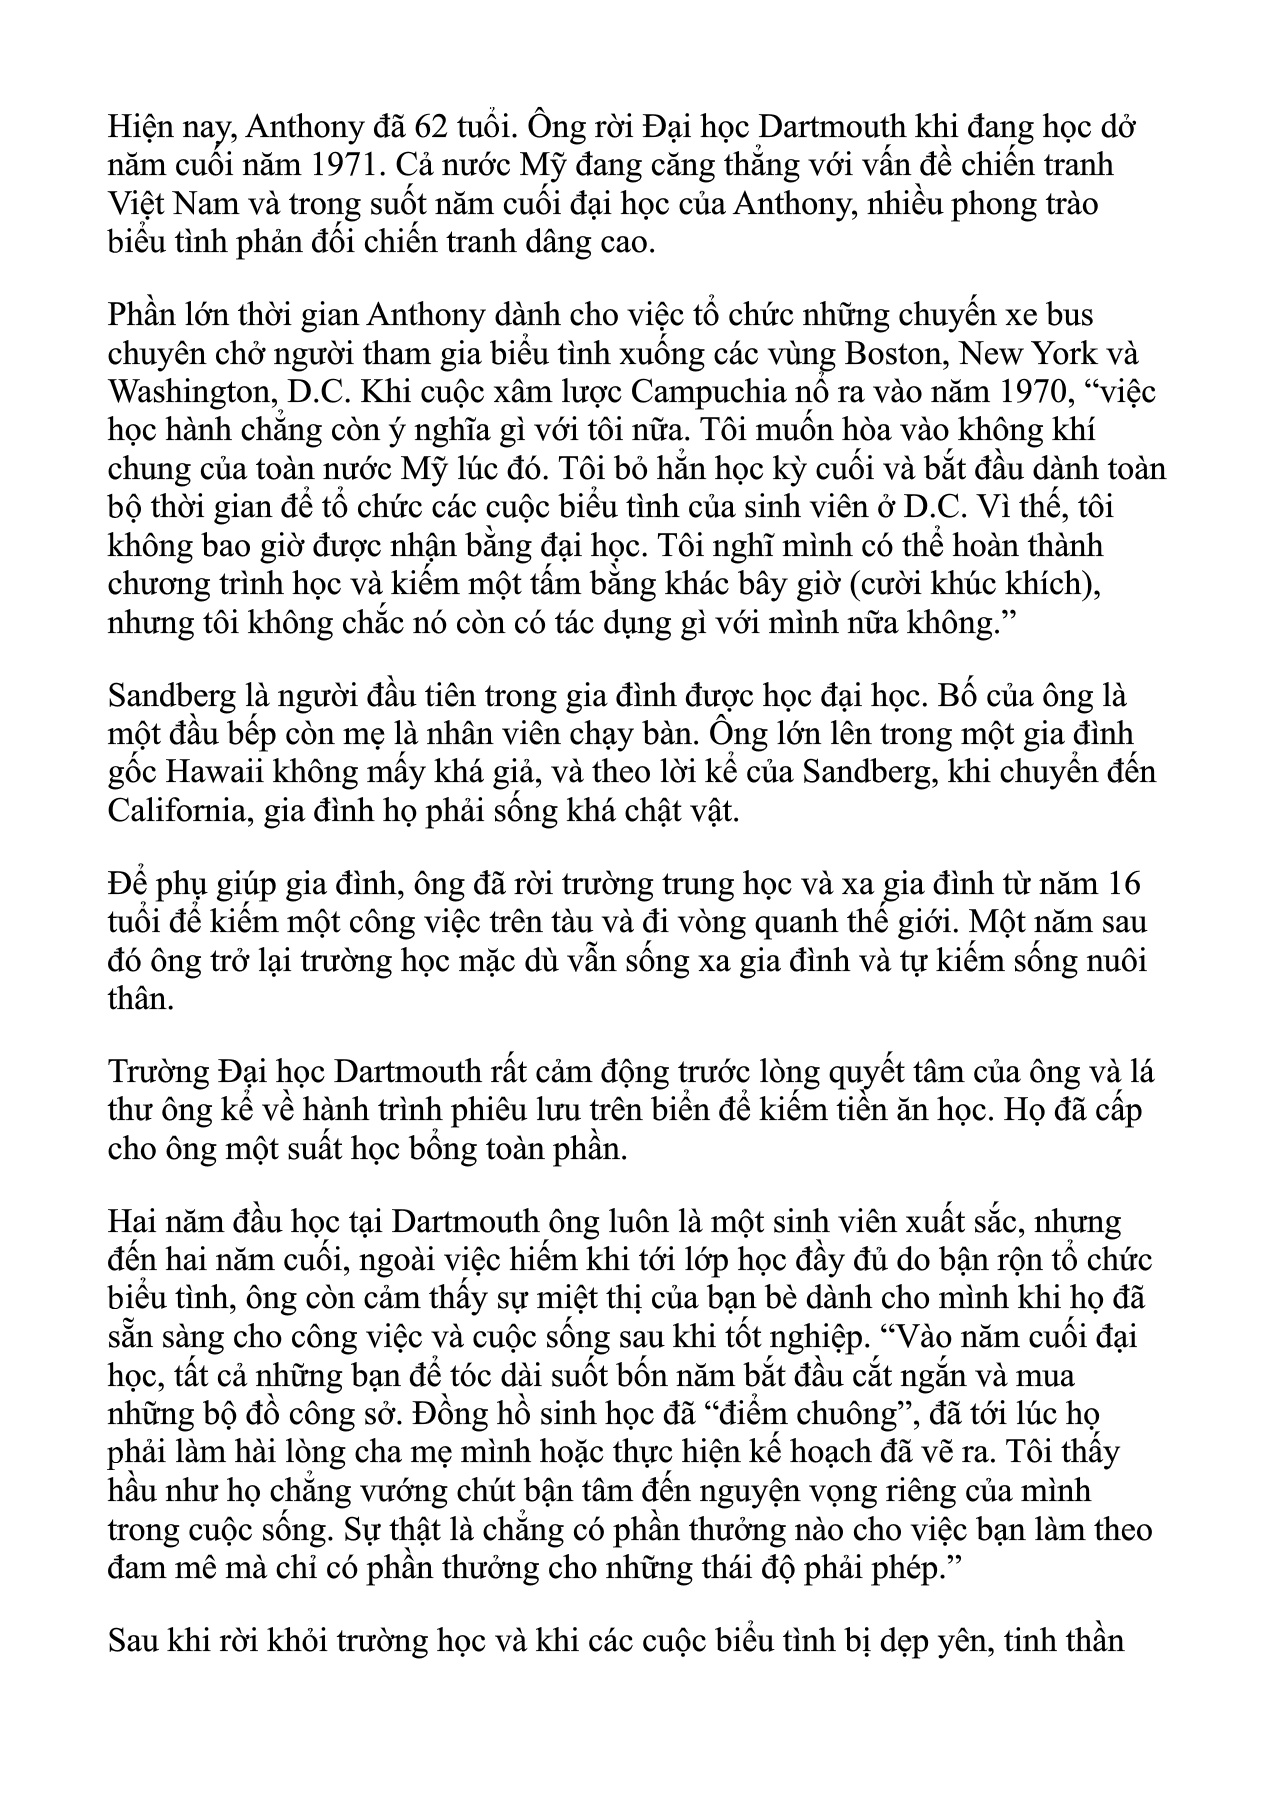 Hiện nay, Anthony đã 62 tuổi. Ông rời Đại học Dartmouth khi đang học dở
năm cuối năm 1971. Cả nước Mỹ đang căng thẳng với vấn đề chiến tranh
Việt Nam và trong suốt năm cuối đại học của Anthony, nhiều phong trào
biểu tình phản đối chiến tranh dâng cao.
Phần lớn thời gian Anthony dành cho việc tổ chức những chuyến xe bus
chuyên chở người tham gia biểu tình xuống các vùng Boston, New York và
Washington, D.C. Khi cuộc xâm lược Campuchia nổ ra vào năm 1970, “việc
học hành chẳng còn ý nghĩa gì với tôi nữa. Tôi muốn hòa vào không khí
chung của toàn nước Mỹ lúc đó. Tôi bỏ hẳn học kỳ cuối và bắt đầu dành toàn
bộ thời gian để tổ chức các cuộc biểu tình của sinh viên ở D.C. Vì thế, tôi
không bao giờ được nhận bằng đại học. Tôi nghĩ mình có thể hoàn thành
chương trình học và kiếm một tấm bằng khác bây giờ (cười khúc khích),
nhưng tôi không chắc nó còn có tác dụng gì với mình nữa không.”
Sandberg là người đầu tiên trong gia đình được học đại học. Bố của ông là
một đầu bếp còn mẹ là nhân viên chạy bàn. Ông lớn lên trong một gia đình
gốc Hawaii không mấy khá giả, và theo lời kể của Sandberg, khi chuyển đến
California, gia đình họ phải sống khá chật vật.
Để phụ giúp gia đình, ông đã rời trường trung học và xa gia đình từ năm 16
tuổi để kiếm một công việc trên tàu và đi vòng quanh thế giới. Một năm sau
đó ông trở lại trường học mặc dù vẫn sống xa gia đình và tự kiếm sống nuôi
thân.
Trường Đại học Dartmouth rất cảm động trước lòng quyết tâm của ông và lá
thư ông kể về hành trình phiêu lưu trên biển để kiếm tiền ăn học. Họ đã cấp
cho ông một suất học bổng toàn phần.
Hai năm đầu học tại Dartmouth ông luôn là một sinh viên xuất sắc, nhưng
đến hai năm cuối, ngoài việc hiếm khi tới lớp học đầy đủ do bận rộn tổ chức
biểu tình, ông còn cảm thấy sự miệt thị của bạn bè dành cho mình khi họ đã
sẵn sàng cho công việc và cuộc sống sau khi tốt nghiệp. “Vào năm cuối đại
học, tất cả những bạn để tóc dài suốt bốn năm bắt đầu cắt ngắn và mua
những bộ đồ công sở. Đồng hồ sinh học đã “điểm chuông”, đã tới lúc họ
phải làm hài lòng cha mẹ mình hoặc thực hiện kế hoạch đã vẽ ra. Tôi thấy
hầu như họ chẳng vướng chút bận tâm đến nguyện vọng riêng của mình
trong cuộc sống. Sự thật là chẳng có phần thưởng nào cho việc bạn làm theo
đam mê mà chỉ có phần thưởng cho những thái độ phải phép.”
Sau khi rời khỏi trường học và khi các cuộc biểu tình bị dẹp yên, tinh thần